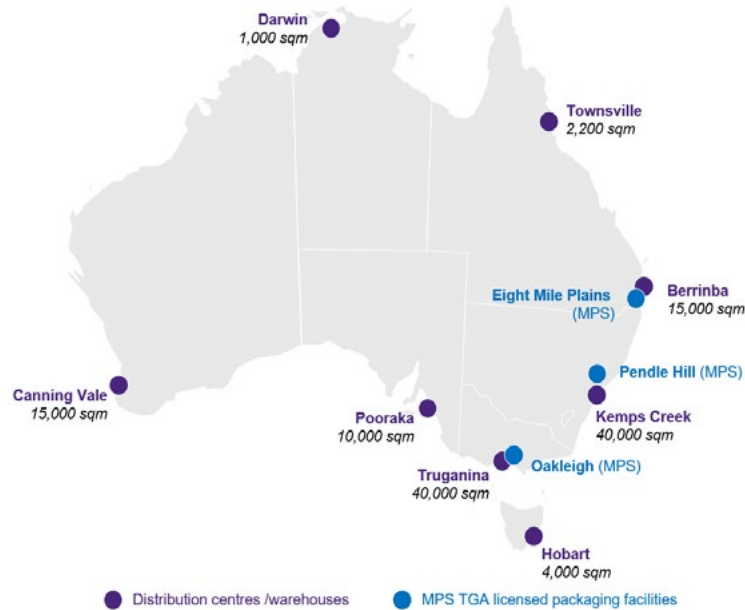 Darwin
1,000 sqm
Townsville
2,200 sqm
Eight Mile Plains
(MPS)
Berrinba
15,000 sqm
Pendle Hill (MPS)
Canning Vale
15,000 sqm
Pooraka
10,000 sqm
Kemps Creek
40,000 sqm
Truganina
40,000 sqm
Oakleigh (MPS)
Hobart
4,000 sqm
Distribution centres /warehouses
MPS TGA licensed packaging facilities